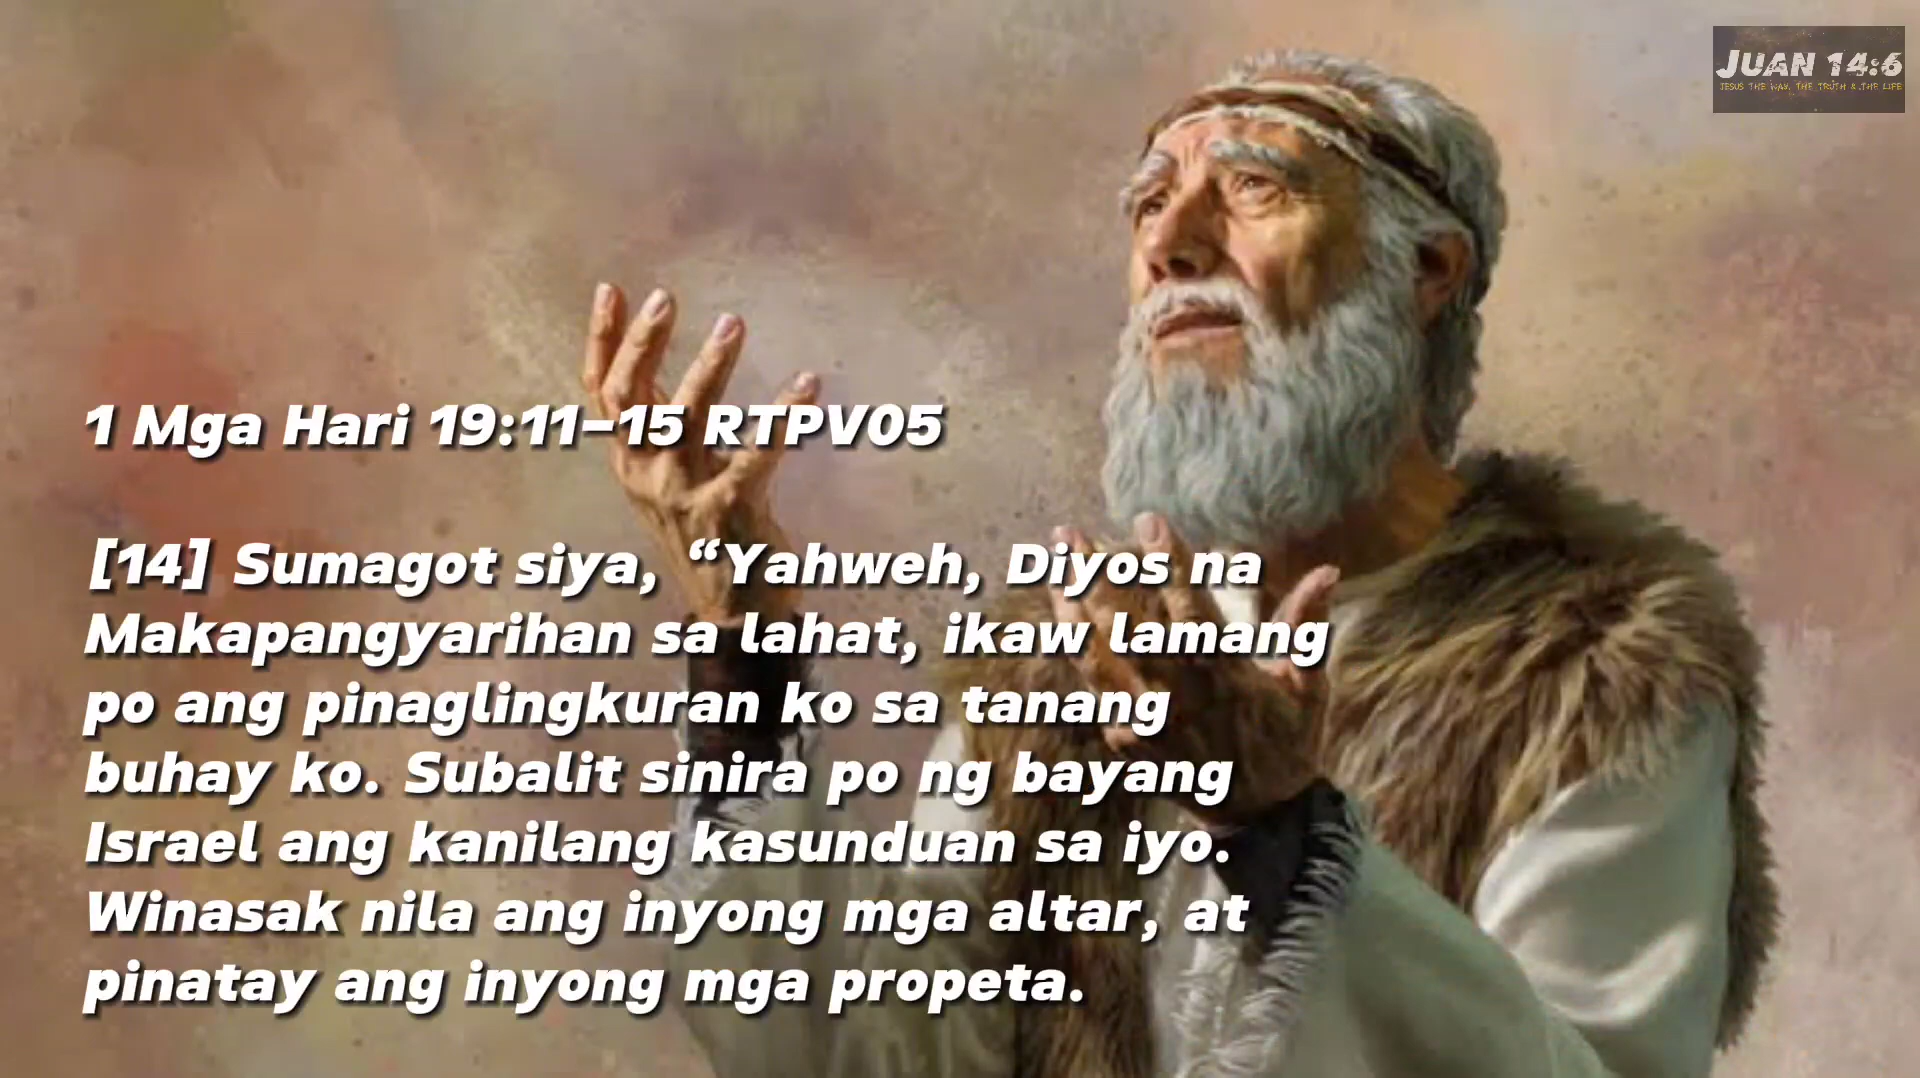 JUAN 14:6
JESUS THE WAY, THE TRUTH & THE LIFE
1 Mga Hari 19:11-15 RTPV05
[14] Sumagot siya, “Yahweh, Diyos na
Makapangyarihan sa lahat, ikaw lamang
po ang pinaglingkuran ko sa tanang
buhay ko. Subalit sinira po ng bayang
Israel ang kanilang kasunduan sa iyo.
Winasak nila ang inyong mga altar, at
pinatay ang inyong mga propeta.